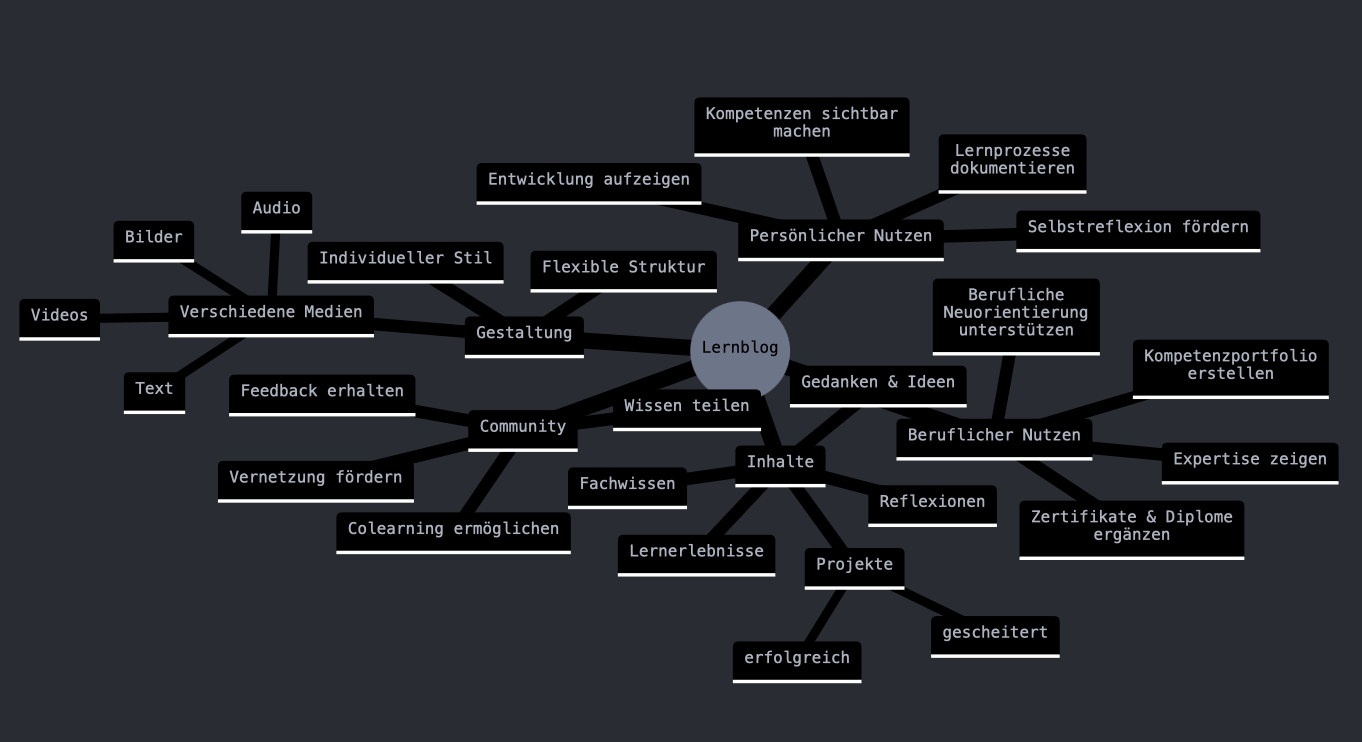 Kompetenzen sichtbar
machen
Lernprozesse
dokumentieren
Entwicklung aufzeigen
Selbstreflexion fördern
Persönlicher Nutzen
Audio
Bilder
Individueller Stil
Flexible Struktur
Videos
Verschiedene Medien
Gestaltung
Text
Lernblog
Berufliche
Neuorientierung
unterstützen
Kompetenzportfolio
erstellen
Gedanken & Ideen
Feedback erhalten
Wissen teilen
Community
Beruflicher Nutzen
Vernetzung fördern
Inhalte
Expertise zeigen
Fachwissen
Reflexionen
Colearning ermöglichen
Zertifikate & Diplome
ergänzen
Lernerlebnisse
Projekte
gescheitert
erfolgreich